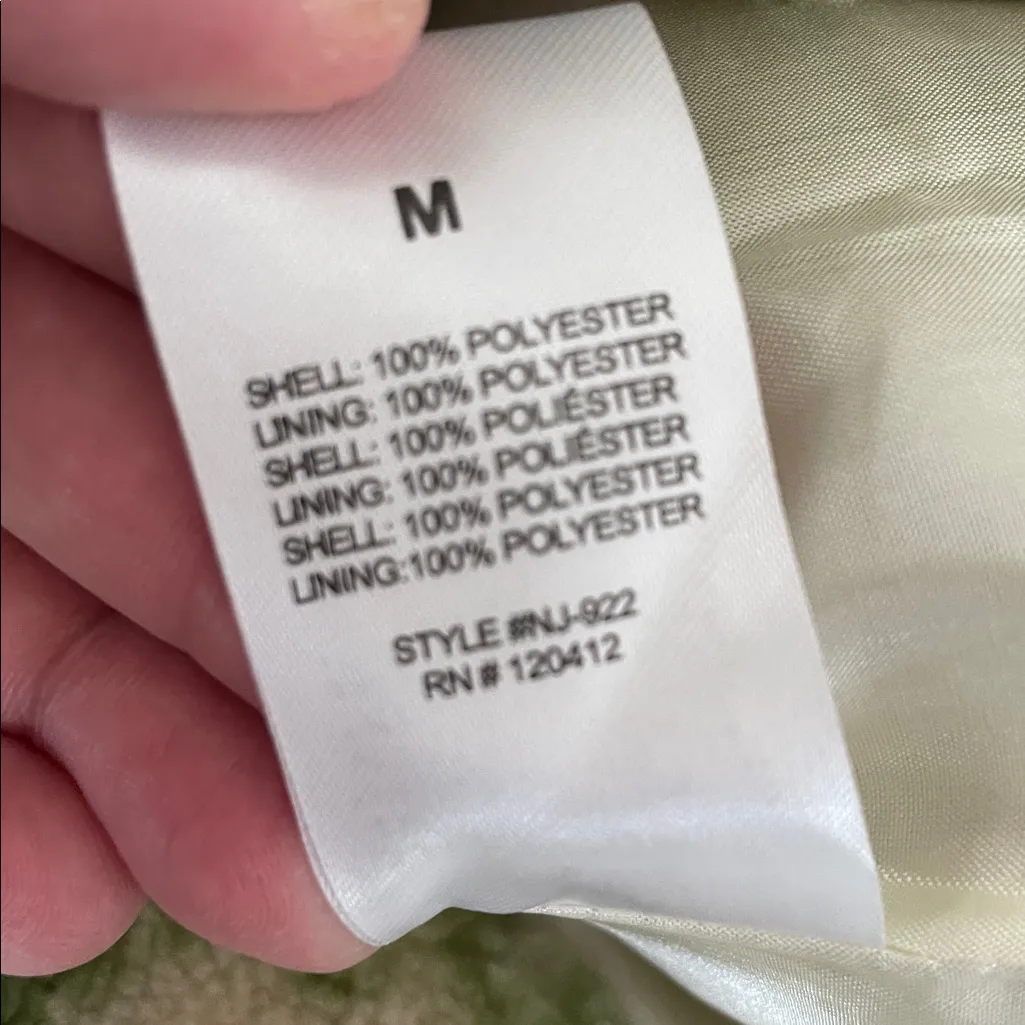 M
SHELL: 100% POLYESTER
LINING: 100% POLYESTER
SHELL: 100% POLIÉSTER
LINING: 100% POLIÉSTER
SHELL: 100% POLYESTER
LINING:100% POLYESTER
STYLE #NJ-922
RN # 120412